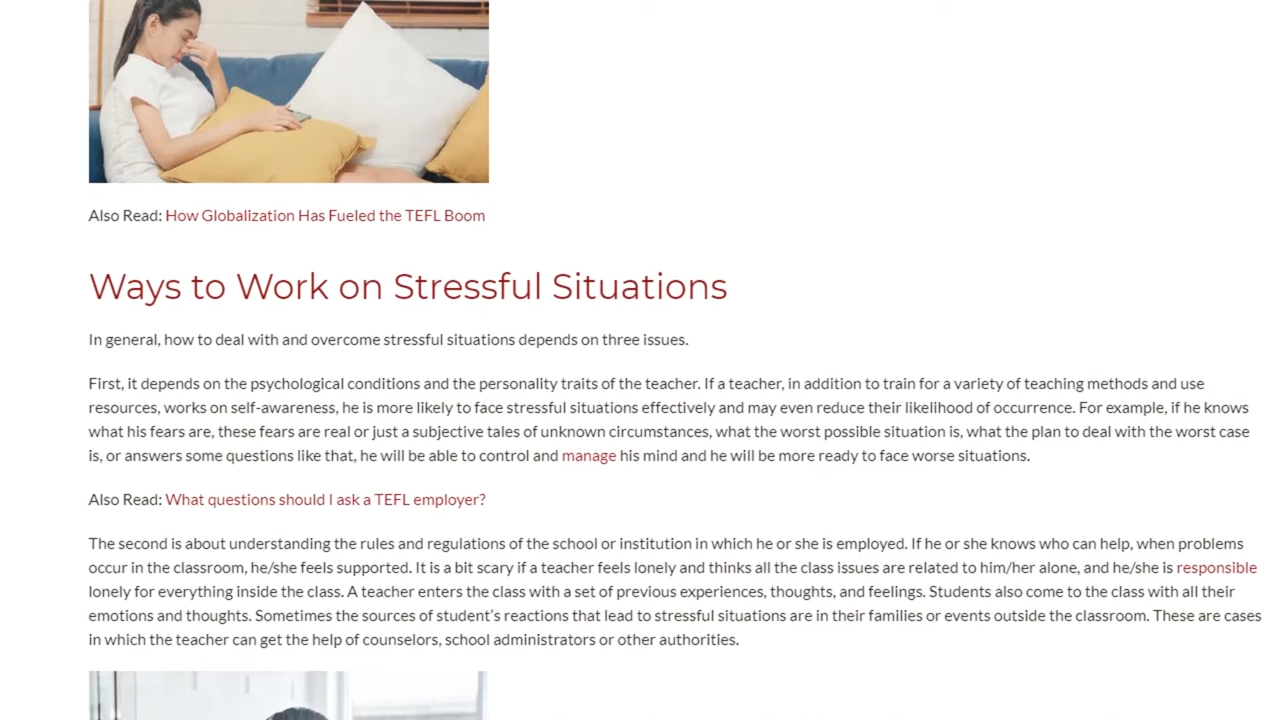 Also Read: How Globalization Has Fueled the TEFL Boom
Ways to Work on Stressful Situations
In general, how to deal with and overcome stressful situations depends on three issues.
First, it depends on the psychological conditions and the personality traits of the teacher. If a teacher, in addition to train for a variety of teaching methods and use
resources, works on self-awareness, he is more likely to face stressful situations effectively and may even reduce their likelihood of occurrence. For example, if he knows
what his fears are, these fears are real or just a subjective tales of unknown circumstances, what the worst possible situation is, what the plan to deal with the worst case
is, or answers some questions like that, he will be able to control and manage his mind and he will be more ready to face worse situations.
Also Read: What questions should I ask a TEFL employer?
The second is about understanding the rules and regulations of the school or institution in which he or she is employed. If he or she knows who can help, when problems
occur in the classroom, he/she feels supported. It is a bit scary if a teacher feels lonely and thinks all the class issues are related to him/her alone, and he/she is responsible
lonely for everything inside the class. A teacher enters the class with a set of previous experiences, thoughts, and feelings. Students also come to the class with all their
emotions and thoughts. Sometimes the sources of student's reactions that lead to stressful situations are in their families or events outside the classroom. These are cases
in which the teacher can get the help of counselors, school administrators or other authorities.